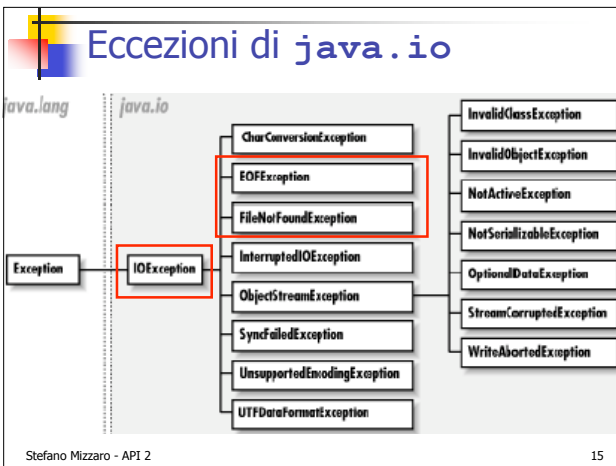 Eccezioni di java.io
java.lang
java.io
Exception
IOException
CharConversionException
EOFException
FileNotFoundException
InterruptedIOException
ObjectStreamException
SyncFailedException
UnsupportedEncodingException
UTFDataFormatException
InvalidClassException
InvalidObjectException
NotActiveException
NotSerializableException
OptionalDataException
StreamCorruptedException
WriteAbortedException
Stefano Mizzaro - API 2
15